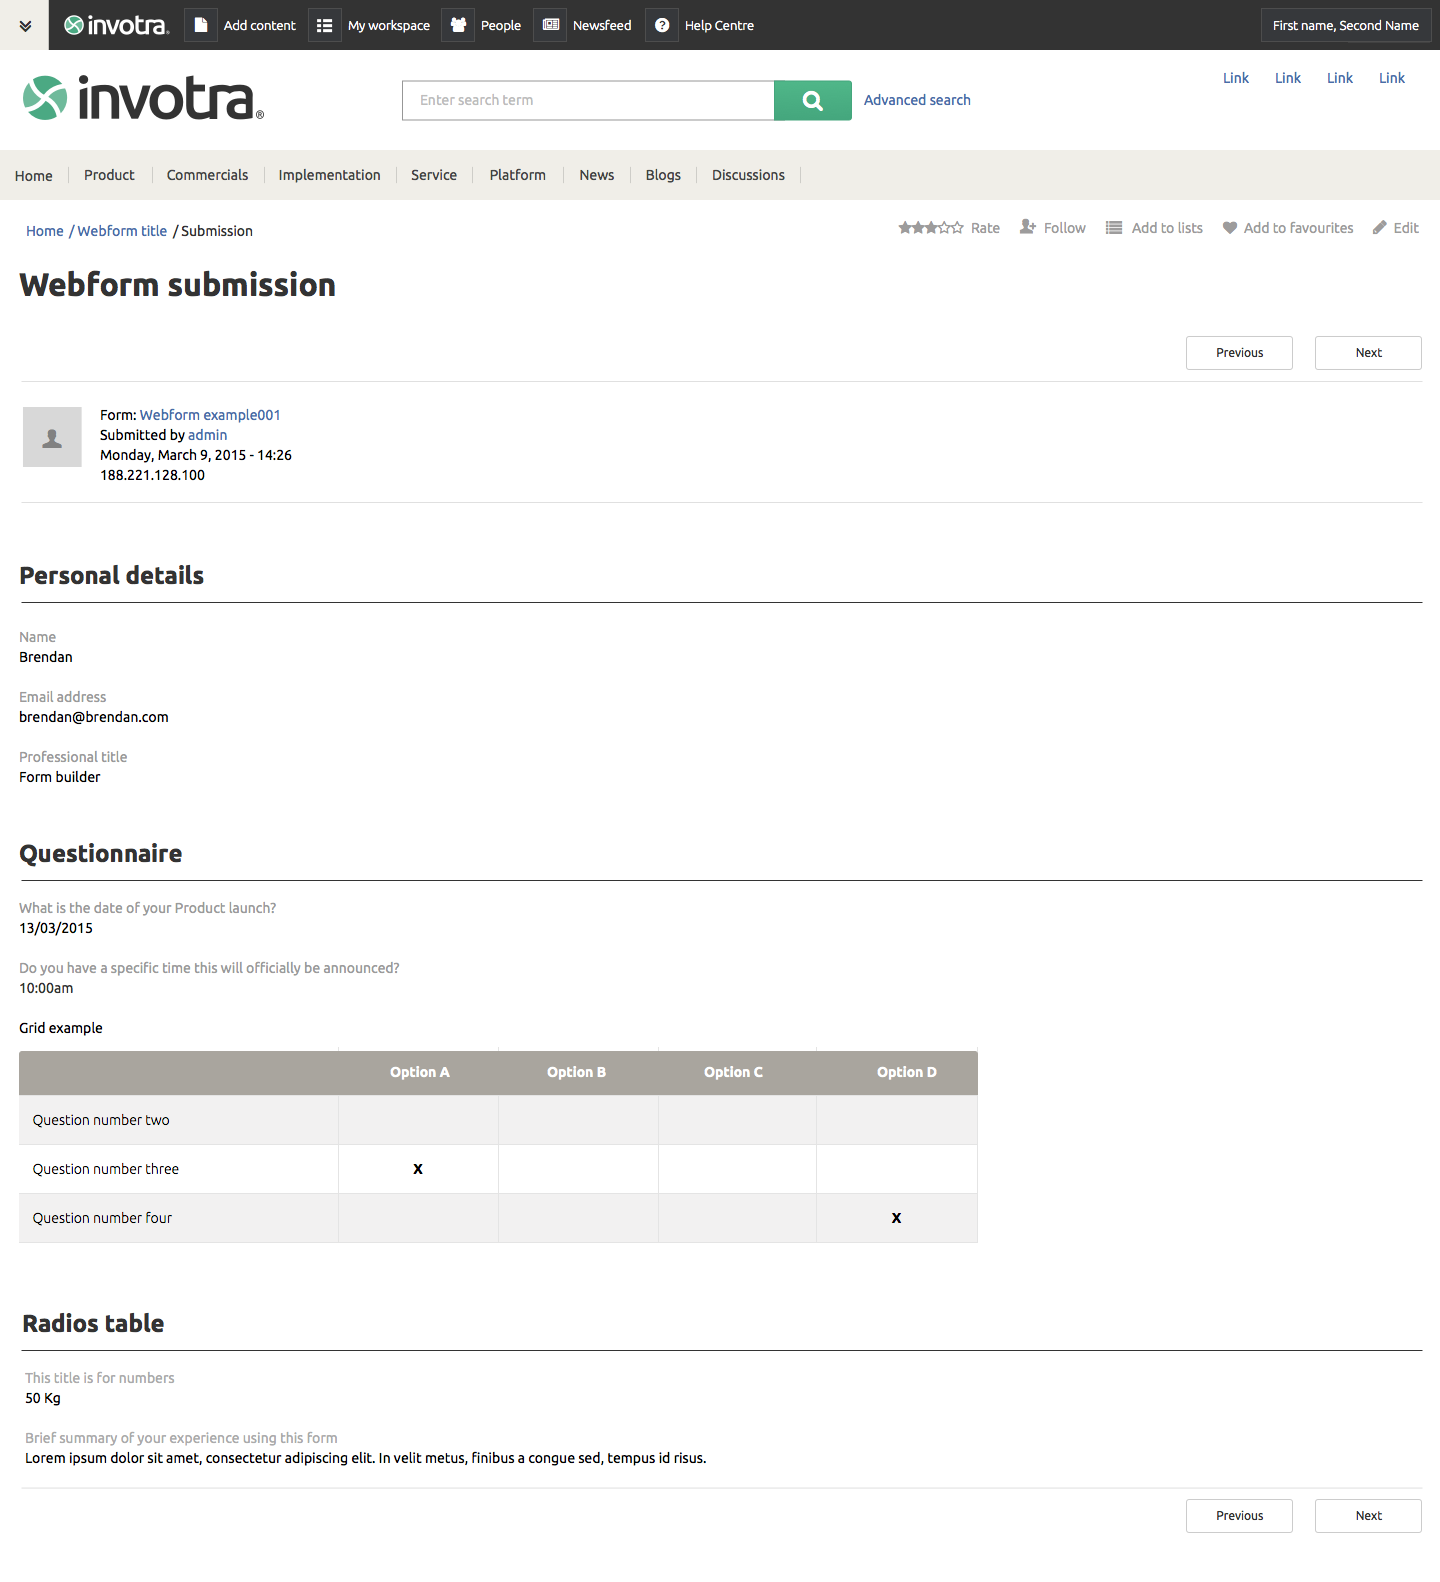 invotra. Add content My workspace People Newsfeed Help Centre First name, Second Name
invotra® Enter search term Advanced search Link Link Link Link
Home Product Commercials Implementation Service Platform News Blogs Discussions
Home / Webform title / Submission Rate Follow Add to lists Add to favourites Edit
Webform submission
Previous Next
Form: Webform example001
Submitted by admin
Monday, March 9, 2015 - 14:26
188.221.128.100
Personal details
Name
Brendan
Email address
brendan@brendan.com
Professional title
Form builder
Questionnaire
What is the date of your Product launch?
13/03/2015
Do you have a specific time this will officially be announced?
10:00am
Grid example
Option A Option B Option C Option D
Question number two
Question number three X
Question number four X
Radios table
This title is for numbers
50 Kg
Brief summary of your experience using this form
Lorem ipsum dolor sit amet, consectetur adipiscing elit. In velit metus, finibus a congue sed, tempus id risus.
Previous Next